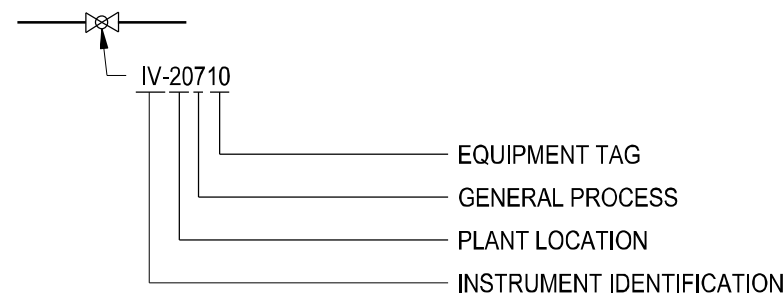 IV-20710
EQUIPMENT TAG
GENERAL PROCESS
PLANT LOCATION
INSTRUMENT IDENTIFICATION